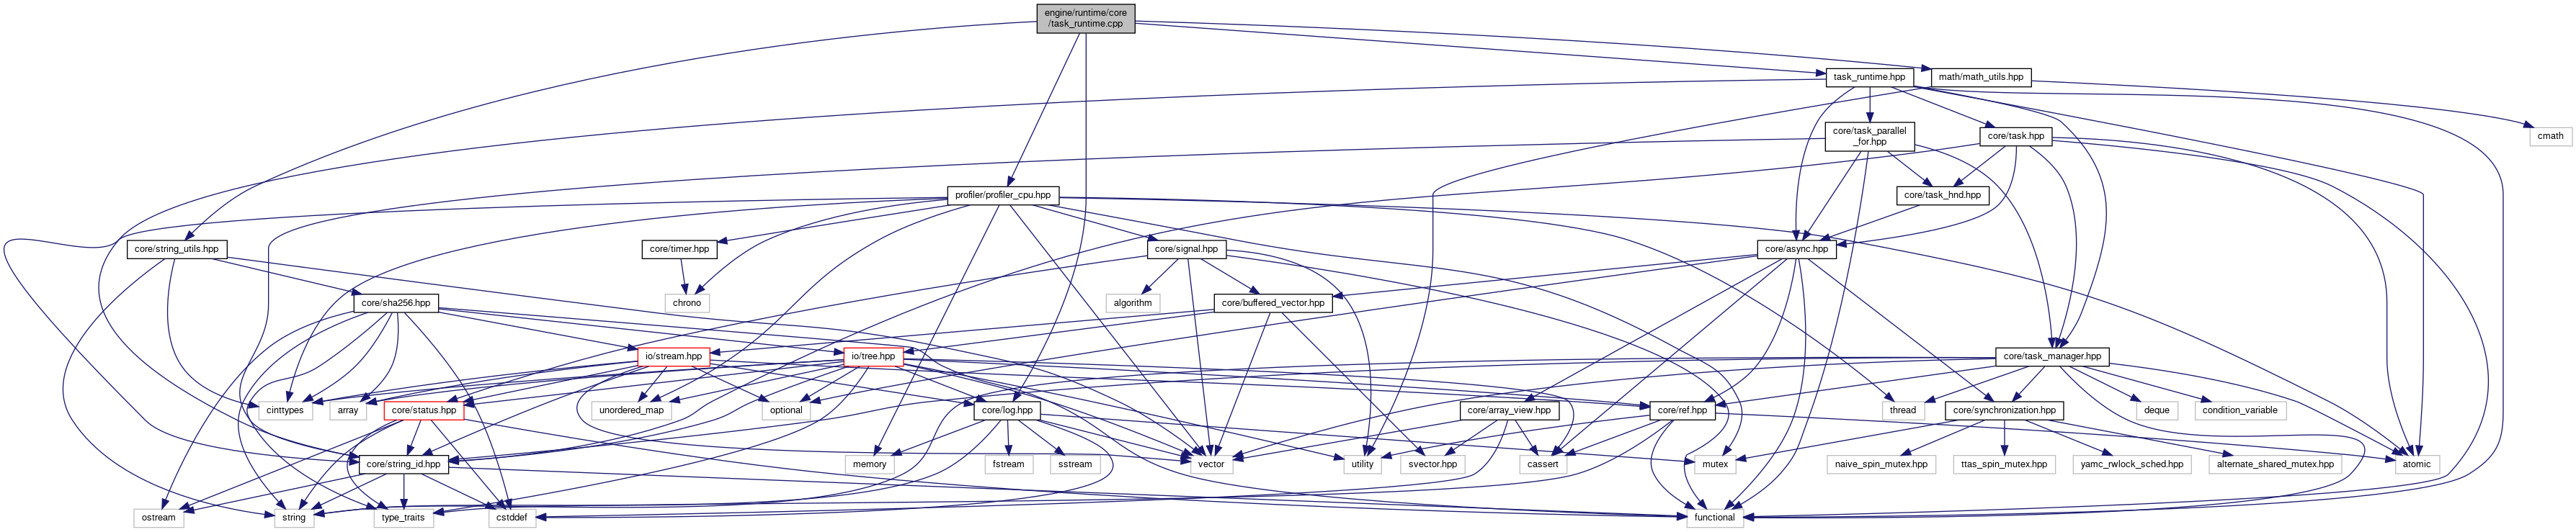 engine/runtime/core
/task_runtime.cpp
task_runtime.hpp
math/math_utils.hpp
core/task_parallel
_for.hpp
core/task.hpp
cmath
profiler/profiler_cpu.hpp
core/task_hnd.hpp
core/string_utils.hpp
core/timer.hpp
core/signal.hpp
core/async.hpp
core/sha256.hpp
chrono
algorithm
core/buffered_vector.hpp
io/stream.hpp
io/tree.hpp
core/task_manager.hpp
cinttypes
array
core/status.hpp
unordered_map
optional
core/log.hpp
core/array_view.hpp
core/ref.hpp
thread
core/synchronization.hpp
deque
condition_variable
core/string_id.hpp
memory
fstream
sstream
vector
utility
svector.hpp
cassert
mutex
naive_spin_mutex.hpp
ttas_spin_mutex.hpp
yamc_rwlock_sched.hpp
alternate_shared_mutex.hpp
atomic
ostream
string
type_traits
cstddef
functional